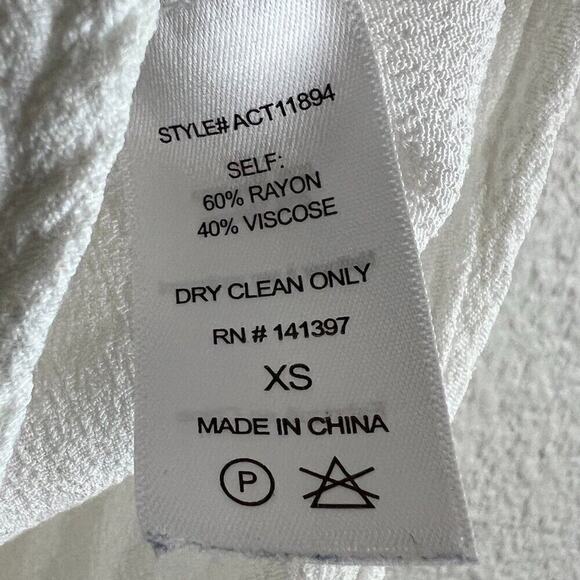 STYLE# ACT11894
SELF:
60% RAYON
40% VISCOSE
DRY CLEAN ONLY
RN # 141397
XS
MADE IN CHINA
P